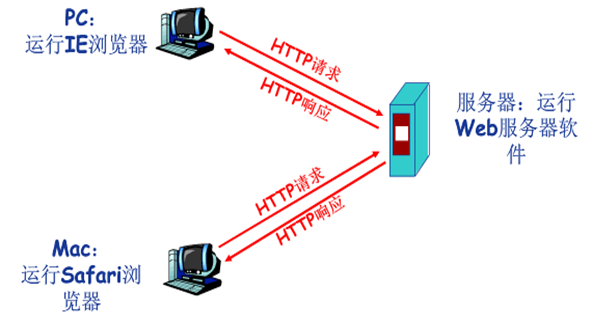 PC：
运行IE浏览器
HTTP请求
HTTP响应
服务器：运行
Web服务器软
件
HTTP请求
HTTP响应
Mac：
运行Safari浏
览器